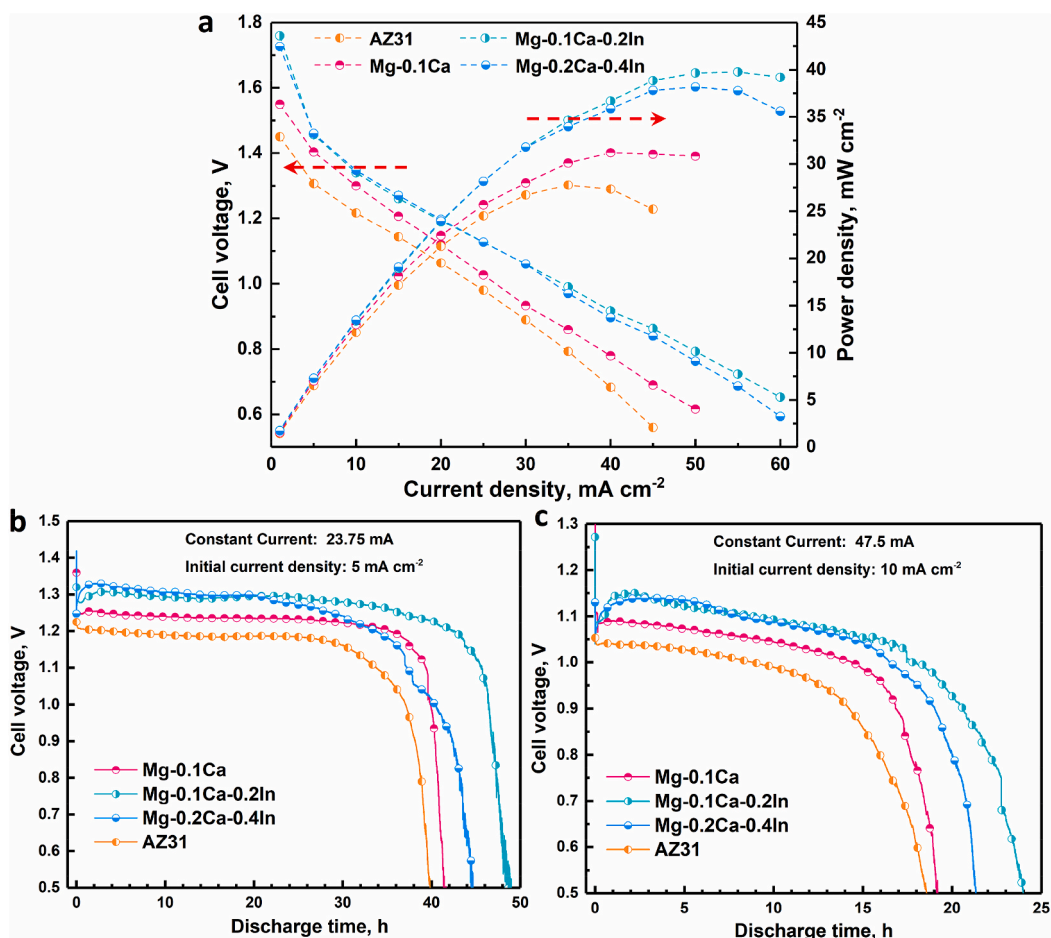 a
AZ31
Mg-0.1Ca-0.2In
Mg-0.1Ca
Mg-0.2Ca-0.4In
Cell voltage, V
1.8
1.6
1.4
1.2
1.0
0.8
0.6
Power density, mW cm-2
45
40
35
30
25
20
15
10
5
0
0 10 20 30 40 50 60
Current density, mA cm-2
b
Constant Current: 23.75 mA
Initial current density: 5 mA cm-2
Cell voltage, V
1.5
1.4
1.3
1.2
1.1
1.0
0.9
0.8
0.7
0.6
0.5
Mg-0.1Ca
Mg-0.1Ca-0.2In
Mg-0.2Ca-0.4In
AZ31
0 10 20 30 40 50
Discharge time, h
c
Constant Current: 47.5 mA
Initial current density: 10 mA cm-2
Cell voltage, V
1.3
1.2
1.1
1.0
0.9
0.8
0.7
0.6
0.5
Mg-0.1Ca
Mg-0.1Ca-0.2In
Mg-0.2Ca-0.4In
AZ31
0 5 10 15 20 25
Discharge time, h